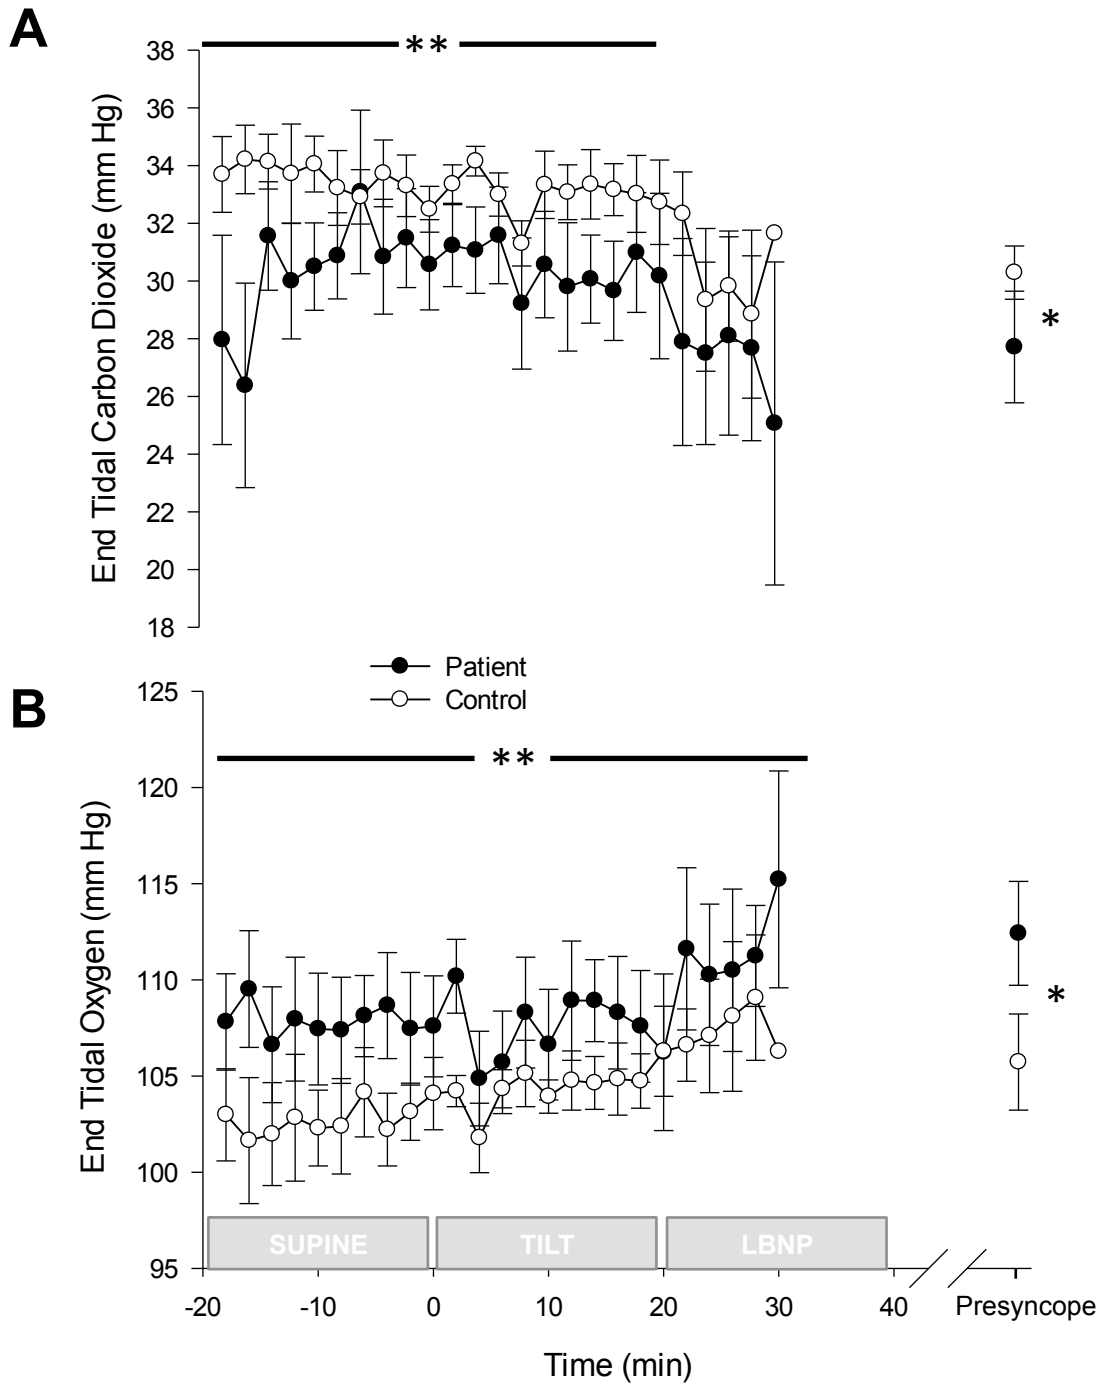 A
**
38
36
34
32
30
28
26
24
22
20
18
End Tidal Carbon Dioxide (mm Hg)
*
Patient
Control
B
125
120
115
110
105
100
95
End Tidal Oxygen (mm Hg)
**
*
SUPINE TILT LBNP
-20 -10 0 10 20 30 40 Presyncope
Time (min)